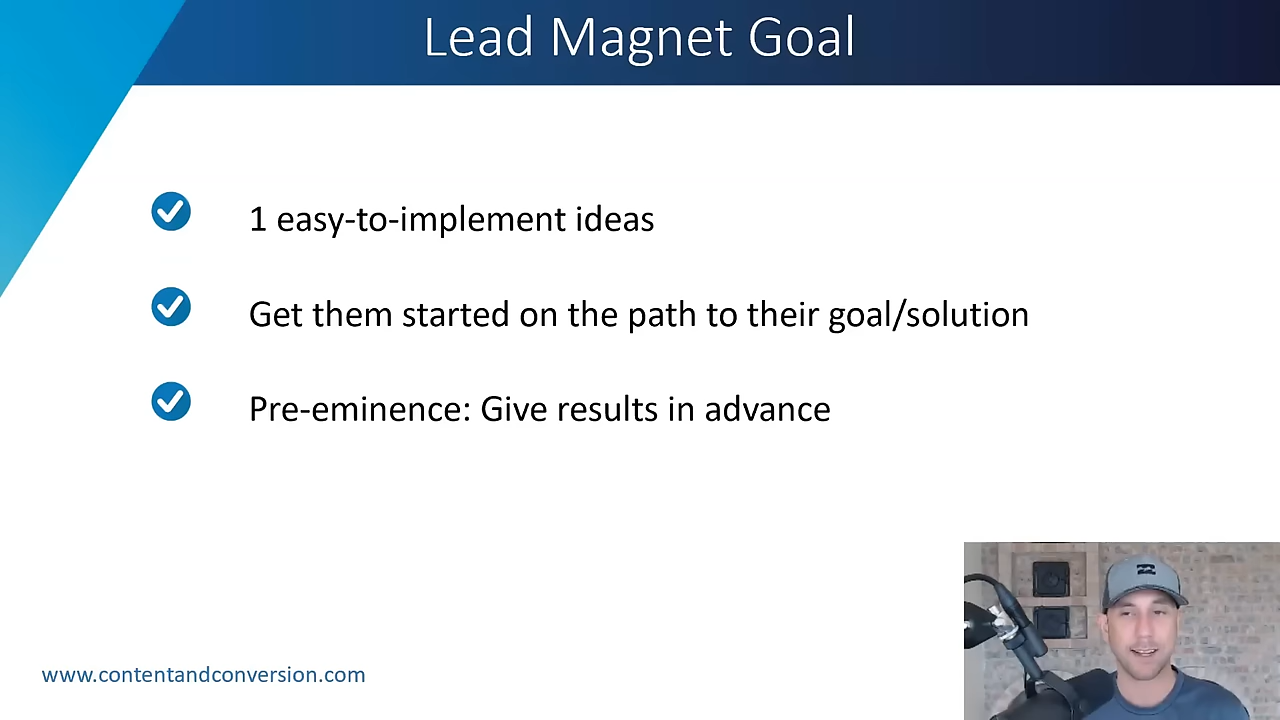 Lead Magnet Goal
1 easy-to-implement ideas
Get them started on the path to their goal/solution
Pre-eminence: Give results in advance
www.contentandconversion.com